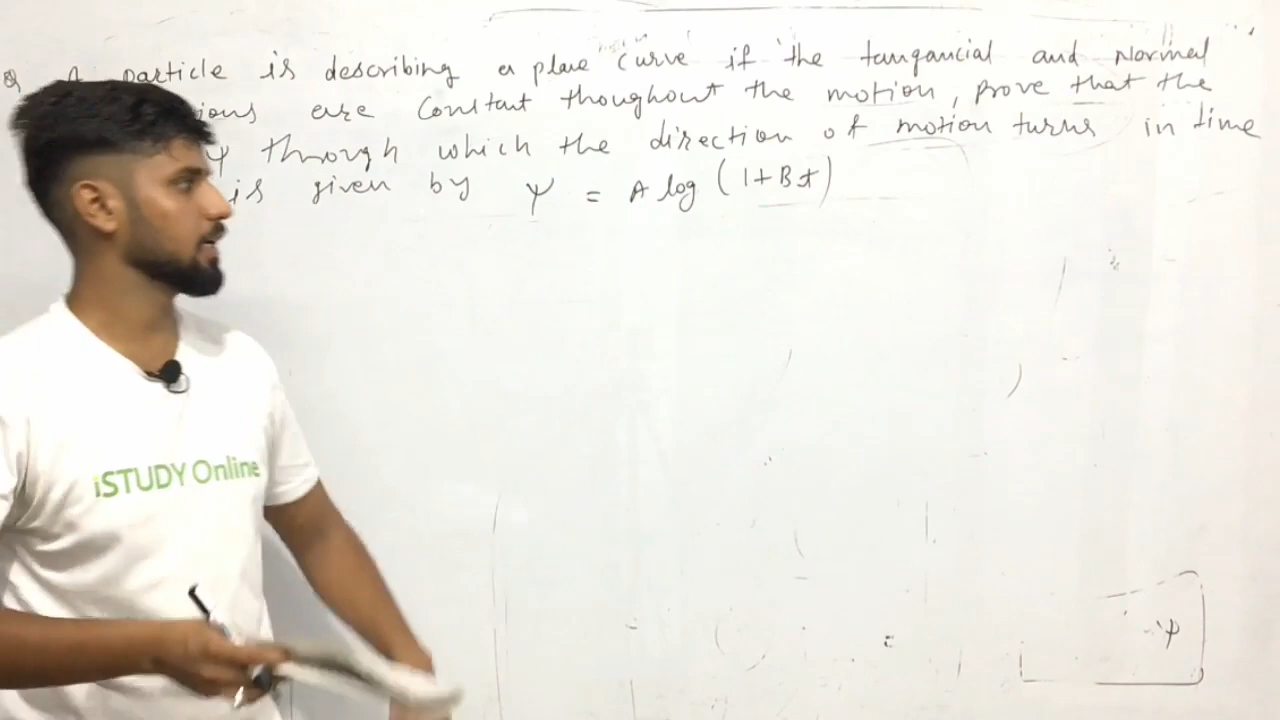 Q A particle is describing a plane curve if the tangancial and Normal
ions are constant thoughout the motion, prove that the
ψ through which the direction of motion turns in time
is given by ψ = A log (1+Bt)
iSTUDY Online
ψ